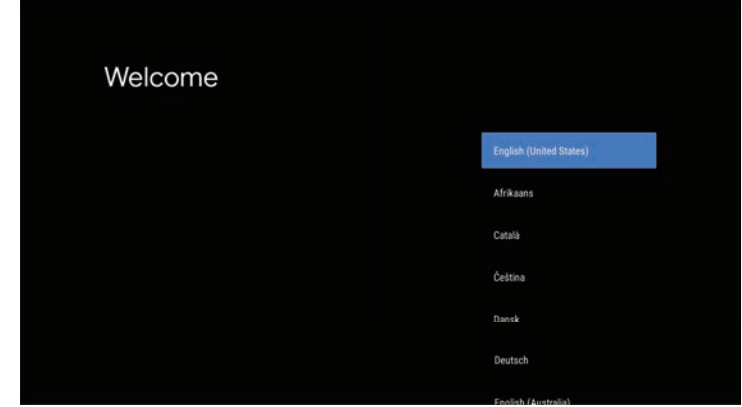 Welcome
English (United States)
Afrikaans
Català
Čeština
Dansk
Deutsch
English (Australia)